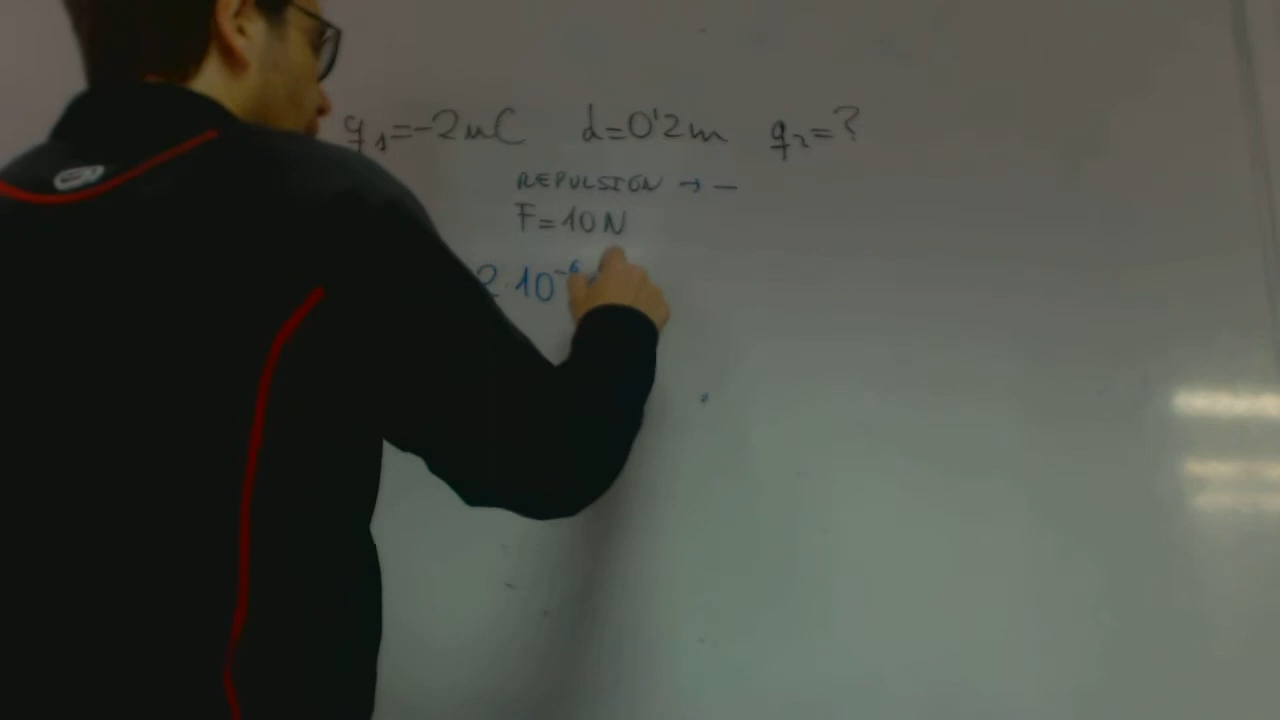 q₁=-2μC d=0'2m q₂=?
REPULSION → −
F=10N
2·10⁻⁶